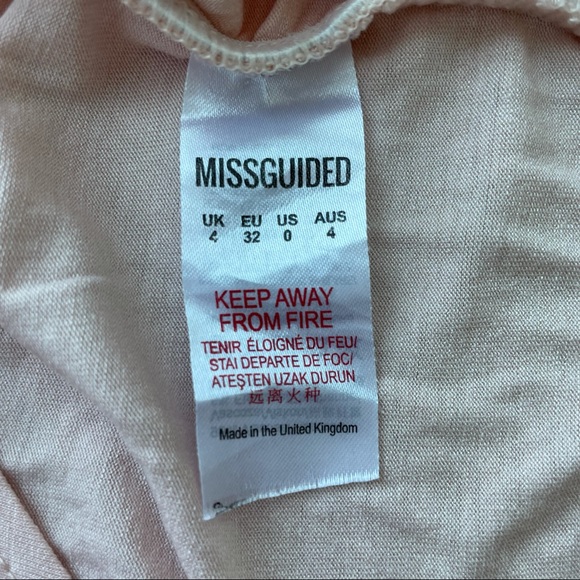 MISSGUIDED
UK EU US AUS
4 32 0 4
KEEP AWAY
FROM FIRE
TENIR ÉLOIGNÉ DU FEU/
STAI DEPARTE DE FOC/
ATEŞTEN UZAK DURUN
远离火种
Made in the United Kingdom